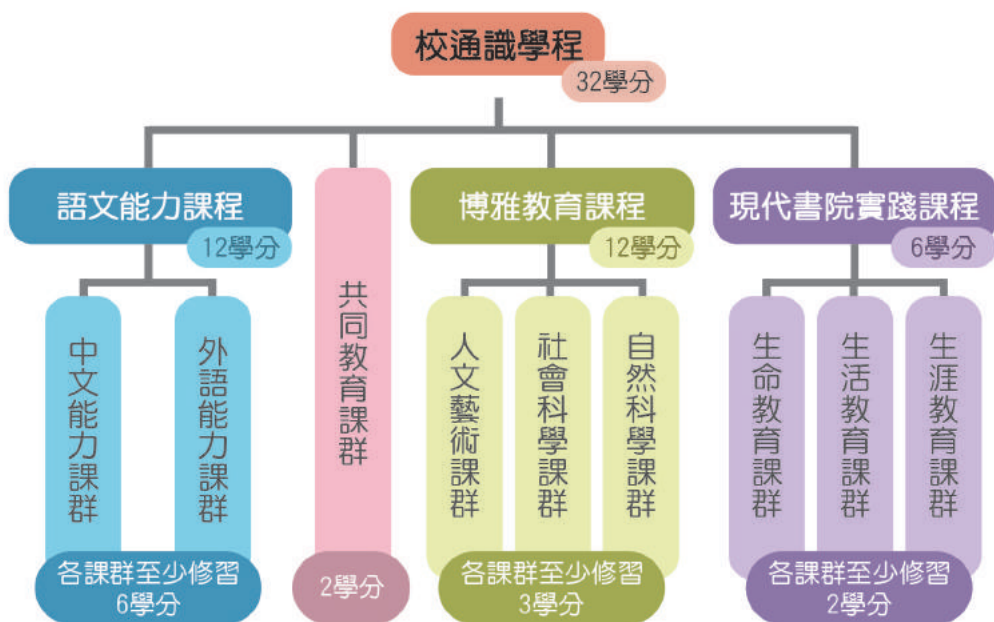 校通識學程
32學分
語文能力課程
12學分
中文能力課群
外語能力課群
各課群至少修習
6學分
共同教育課群
2學分
博雅教育課程
12學分
人文藝術課群
社會科學課群
自然科學課群
各課群至少修習
3學分
現代書院實踐課程
6學分
生命教育課群
生活教育課群
生涯教育課群
各課群至少修習
2學分